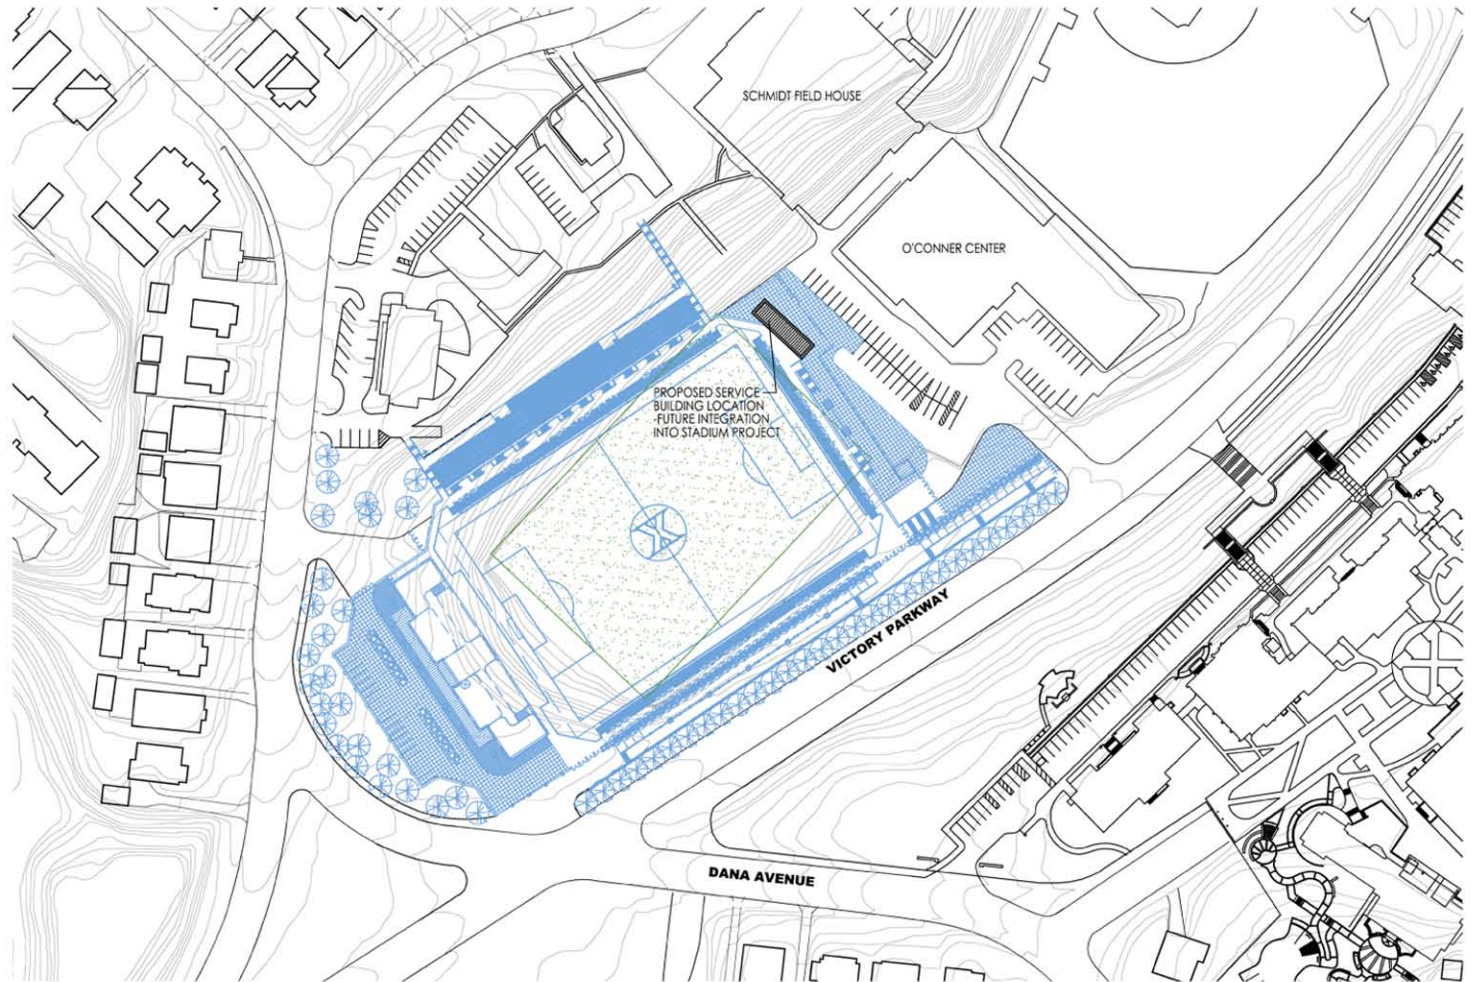 SCHMIDT FIELD HOUSE
O'CONNER CENTER
PROPOSED SERVICE
BUILDING LOCATION
-FUTURE INTEGRATION
INTO STADIUM PROJECT
VICTORY PARKWAY
DANA AVENUE